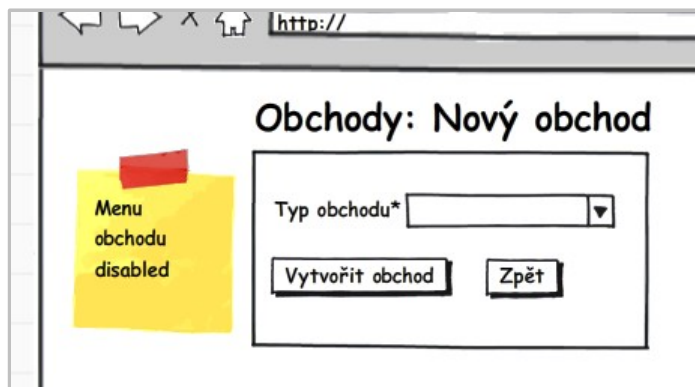 http://
Obchody: Nový obchod
Menu
obchodu
disabled
Typ obchodu*
Vytvořit obchod
Zpět